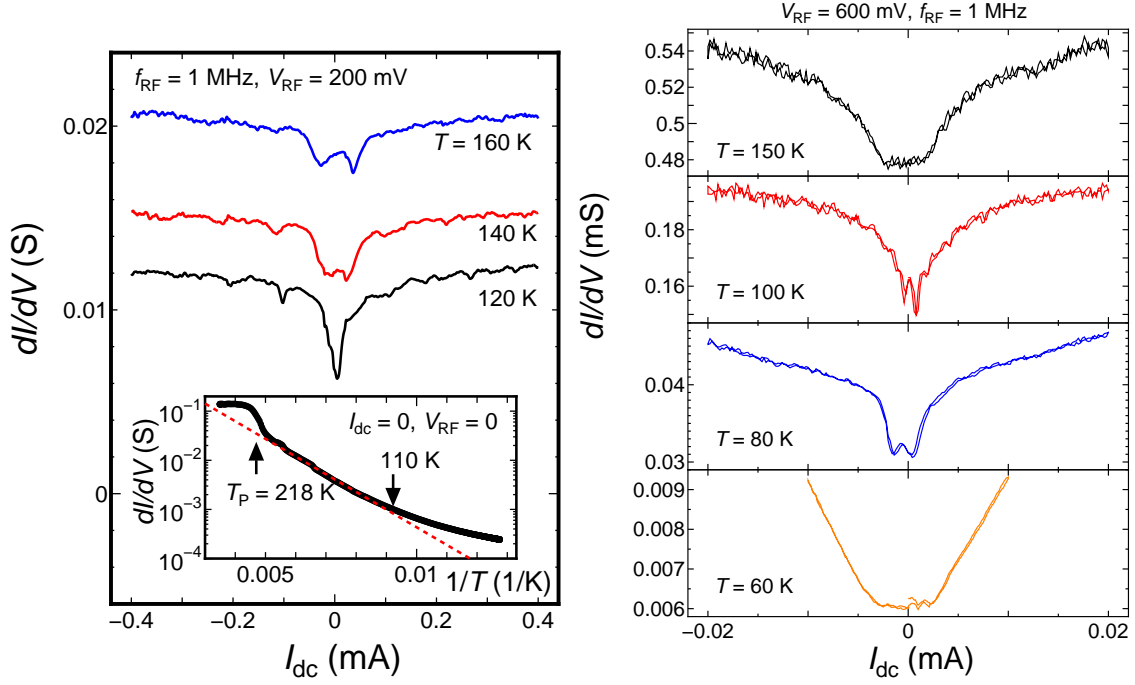 f_RF = 1 MHz, V_RF = 200 mV
T = 160 K
140 K
120 K
dI/dV (S)
0.02
0.01
0
−0.4
−0.2
0
0.2
0.4
I_dc (mA)
I_dc = 0, V_RF = 0
110 K
T_P = 218 K
dI/dV (S)
10^−1
10^−2
10^−3
10^−4
0.005
0.01
1/T (1/K)
V_RF = 600 mV, f_RF = 1 MHz
0.54
0.52
0.5
0.48
T = 150 K
0.18
0.16
T = 100 K
dI/dV (mS)
0.04
0.03
T = 80 K
0.009
0.008
0.007
0.006
T = 60 K
−0.02
0
0.02
I_dc (mA)